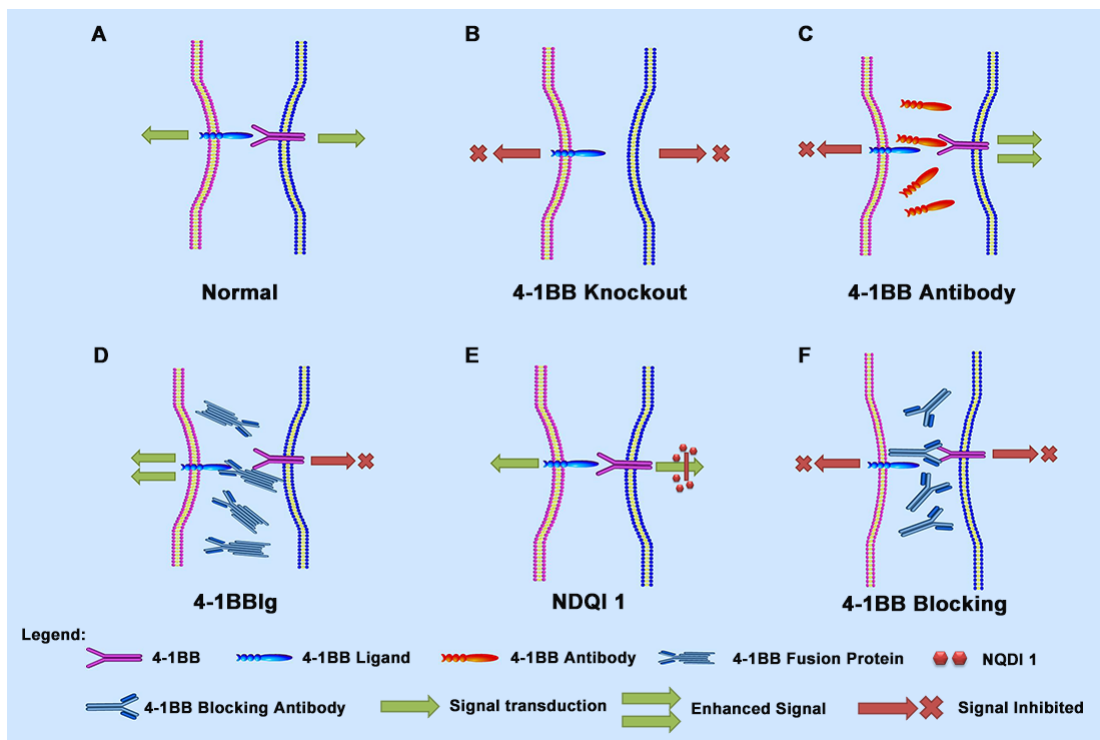 A
B
C
Normal
4-1BB Knockout
4-1BB Antibody
D
E
F
4-1BBIg
NDQI 1
4-1BB Blocking
Legend:
4-1BB
4-1BB Ligand
4-1BB Antibody
4-1BB Fusion Protein
NQDI 1
4-1BB Blocking Antibody
Signal transduction
Enhanced Signal
Signal Inhibited